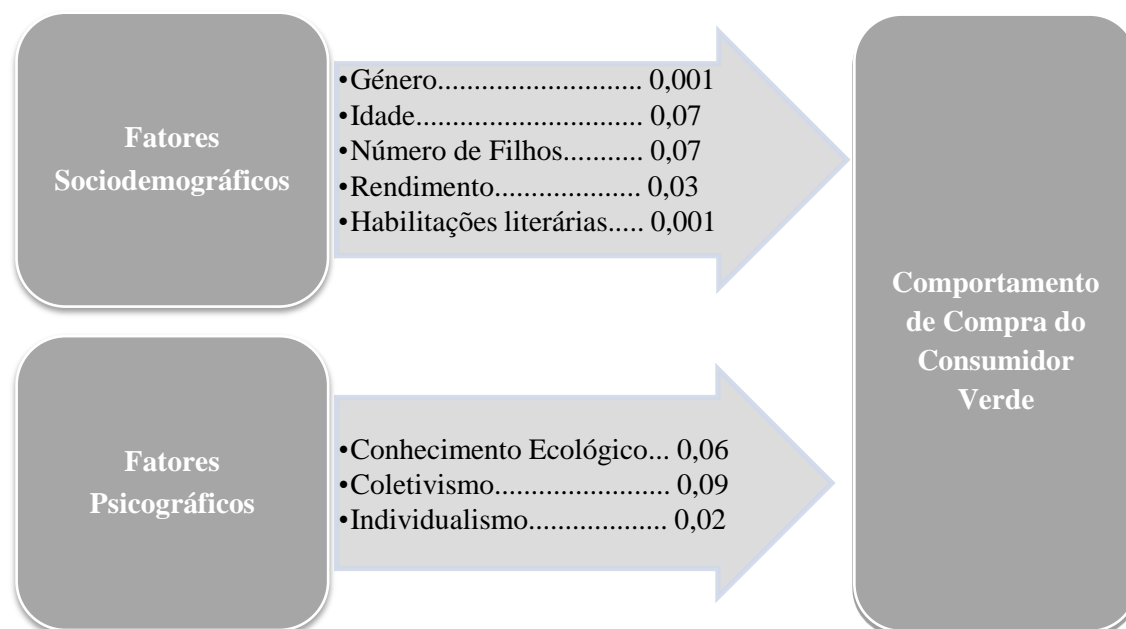 Fatores
Sociodemográficos
•Género............................ 0,001
•Idade............................... 0,07
•Número de Filhos........... 0,07
•Rendimento.................... 0,03
•Habilitações literárias..... 0,001
Fatores
Psicográficos
•Conhecimento Ecológico... 0,06
•Coletivismo........................ 0,09
•Individualismo................... 0,02
Comportamento
de Compra do
Consumidor
Verde